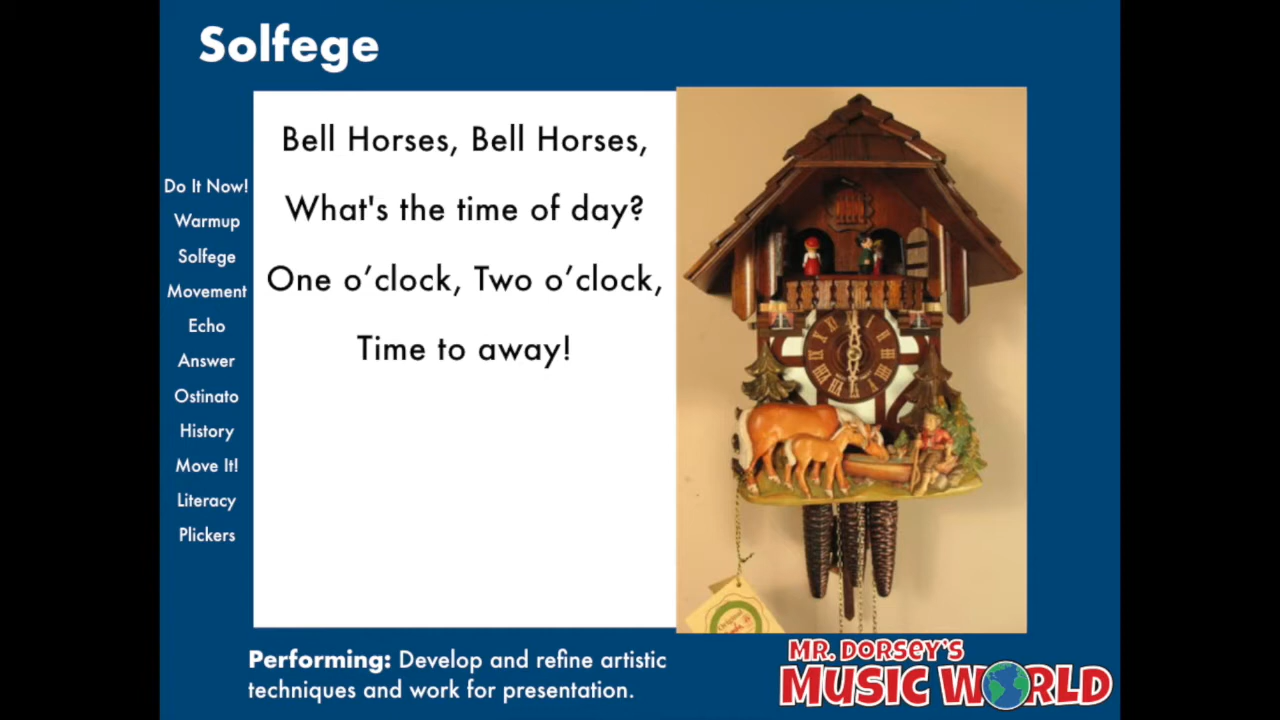 Solfege
Bell Horses, Bell Horses,
What's the time of day?
One o’clock, Two o’clock,
Time to away!
Do It Now!
Warmup
Solfege
Movement
Echo
Answer
Ostinato
History
Move It!
Literacy
Plickers
Performing: Develop and refine artistic
techniques and work for presentation.
MR. DORSEY'S
MUSIC WORLD
Original